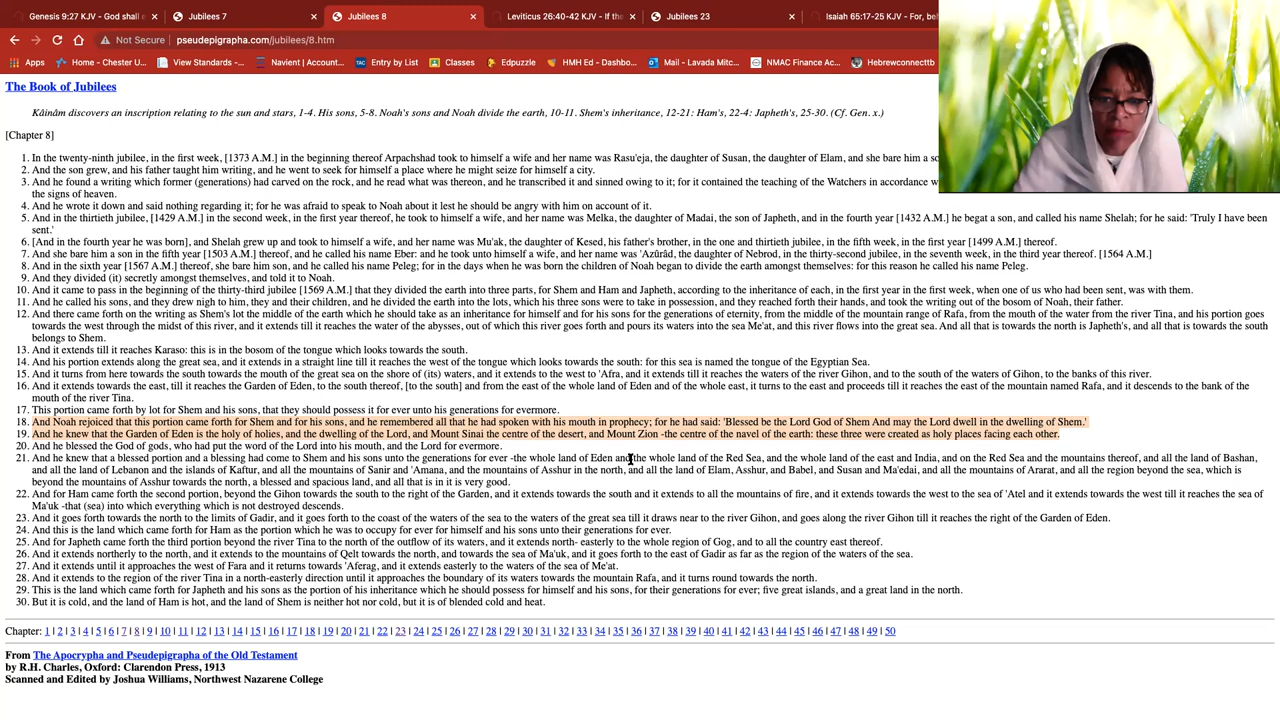 Genesis 9:27 KJV - God shall e
Jubilees 7
Jubilees 8
Leviticus 26:40-42 KJV - If the
Jubilees 23
Isaiah 65:17-25 KJV - For, beh
Not Secure | pseudepigrapha.com/jubilees/8.htm
Apps Home - Chester U... View Standards -... Navient | Account... Entry by List Classes Edpuzzle HMH Ed - Dashbo... Mail - Lavada Mitc... NMAC Finance Ac... Hebrewconnecttb
The Book of Jubilees
Kâinâm discovers an inscription relating to the sun and stars, 1-4. His sons, 5-8. Noah's sons and Noah divide the earth, 10-11. Shem's inheritance, 12-21: Ham's, 22-4: Japheth's, 25-30. (Cf. Gen. x.)
[Chapter 8]
1. In the twenty-ninth jubilee, in the first week, [1373 A.M.] in the beginning thereof Arpachshad took to himself a wife and her name was Rasu'eja, the daughter of Susan, the daughter of Elam, and she bare him a so
2. And the son grew, and his father taught him writing, and he went to seek for himself a place where he might seize for himself a city.
3. And he found a writing which former (generations) had carved on the rock, and he read what was thereon, and he transcribed it and sinned owing to it; for it contained the teaching of the Watchers in accordance w
the signs of heaven.
4. And he wrote it down and said nothing regarding it; for he was afraid to speak to Noah about it lest he should be angry with him on account of it.
5. And in the thirtieth jubilee, [1429 A.M.] in the second week, in the first year thereof, he took to himself a wife, and her name was Melka, the daughter of Madai, the son of Japheth, and in the fourth year [1432 A.M.] he begat a son, and called his name Shelah; for he said: 'Truly I have been
sent.'
6. [And in the fourth year he was born], and Shelah grew up and took to himself a wife, and her name was Mu'ak, the daughter of Kesed, his father's brother, in the one and thirtieth jubilee, in the fifth week, in the first year [1499 A.M.] thereof.
7. And she bare him a son in the fifth year [1503 A.M.] thereof, and he called his name Eber: and he took unto himself a wife, and her name was 'Azûrâd, the daughter of Nebrod, in the thirty-second jubilee, in the seventh week, in the third year thereof. [1564 A.M.]
8. And in the sixth year [1567 A.M.] thereof, she bare him son, and he called his name Peleg; for in the days when he was born the children of Noah began to divide the earth amongst themselves: for this reason he called his name Peleg.
9. And they divided (it) secretly amongst themselves, and told it to Noah.
10. And it came to pass in the beginning of the thirty-third jubilee [1569 A.M.] that they divided the earth into three parts, for Shem and Ham and Japheth, according to the inheritance of each, in the first year in the first week, when one of us who had been sent, was with them.
11. And he called his sons, and they drew nigh to him, they and their children, and he divided the earth into the lots, which his three sons were to take in possession, and they reached forth their hands, and took the writing out of the bosom of Noah, their father.
12. And there came forth on the writing as Shem's lot the middle of the earth which he should take as an inheritance for himself and for his sons for the generations of eternity, from the middle of the mountain range of Rafa, from the mouth of the water from the river Tina, and his portion goes
towards the west through the midst of this river, and it extends till it reaches the water of the abysses, out of which this river goes forth and pours its waters into the sea Me'at, and this river flows into the great sea. And all that is towards the north is Japheth's, and all that is towards the south
belongs to Shem.
13. And it extends till it reaches Karaso: this is in the bosom of the tongue which looks towards the south.
14. And his portion extends along the great sea, and it extends in a straight line till it reaches the west of the tongue which looks towards the south: for this sea is named the tongue of the Egyptian Sea.
15. And it turns from here towards the south towards the mouth of the great sea on the shore of (its) waters, and it extends to the west to 'Afra, and it extends till it reaches the waters of the river Gihon, and to the south of the waters of Gihon, to the banks of this river.
16. And it extends towards the east, till it reaches the Garden of Eden, to the south thereof, [to the south] and from the east of the whole land of Eden and of the whole east, it turns to the east and proceeds till it reaches the east of the mountain named Rafa, and it descends to the bank of the
mouth of the river Tina.
17. This portion came forth by lot for Shem and his sons, that they should possess it for ever unto his generations for evermore.
18. And Noah rejoiced that this portion came forth for Shem and for his sons, and he remembered all that he had spoken with his mouth in prophecy; for he had said: 'Blessed be the Lord God of Shem And may the Lord dwell in the dwelling of Shem.'
19. And he knew that the Garden of Eden is the holy of holies, and the dwelling of the Lord, and Mount Sinai the centre of the desert, and Mount Zion -the centre of the navel of the earth: these three were created as holy places facing each other.
20. And he blessed the God of gods, who had put the word of the Lord into his mouth, and the Lord for evermore.
21. And he knew that a blessed portion and a blessing had come to Shem and his sons unto the generations for ever -the whole land of Eden and the whole land of the Red Sea, and the whole land of the east and India, and on the Red Sea and the mountains thereof, and all the land of Bashan,
and all the land of Lebanon and the islands of Kaftur, and all the mountains of Sanir and 'Amana, and the mountains of Asshur in the north, and all the land of Elam, Asshur, and Babel, and Susan and Ma'edai, and all the mountains of Ararat, and all the region beyond the sea, which is
beyond the mountains of Asshur towards the north, a blessed and spacious land, and all that is in it is very good.
22. And for Ham came forth the second portion, beyond the Gihon towards the south to the right of the Garden, and it extends towards the south and it extends to all the mountains of fire, and it extends towards the west to the sea of 'Atel and it extends towards the west till it reaches the sea of
Ma'uk -that (sea) into which everything which is not destroyed descends.
23. And it goes forth towards the north to the limits of Gadir, and it goes forth to the coast of the waters of the sea to the waters of the great sea till it draws near to the river Gihon, and goes along the river Gihon till it reaches the right of the Garden of Eden.
24. And this is the land which came forth for Ham as the portion which he was to occupy for ever for himself and his sons unto their generations for ever.
25. And for Japheth came forth the third portion beyond the river Tina to the north of the outflow of its waters, and it extends north- easterly to the whole region of Gog, and to all the country east thereof.
26. And it extends northerly to the north, and it extends to the mountains of Qelt towards the north, and towards the sea of Ma'uk, and it goes forth to the east of Gadir as far as the region of the waters of the sea.
27. And it extends until it approaches the west of Fara and it returns towards 'Aferag, and it extends easterly to the waters of the sea of Me'at.
28. And it extends to the region of the river Tina in a north-easterly direction until it approaches the boundary of its waters towards the mountain Rafa, and it turns round towards the north.
29. This is the land which came forth for Japheth and his sons as the portion of his inheritance which he should possess for himself and his sons, for their generations for ever; five great islands, and a great land in the north.
30. But it is cold, and the land of Ham is hot, and the land of Shem is neither hot nor cold, but it is of blended cold and heat.
Chapter: 1 | 2 | 3 | 4 | 5 | 6 | 7 | 8 | 9 | 10 | 11 | 12 | 13 | 14 | 15 | 16 | 17 | 18 | 19 | 20 | 21 | 22 | 23 | 24 | 25 | 26 | 27 | 28 | 29 | 30 | 31 | 32 | 33 | 34 | 35 | 36 | 37 | 38 | 39 | 40 | 41 | 42 | 43 | 44 | 45 | 46 | 47 | 48 | 49 | 50
From The Apocrypha and Pseudepigrapha of the Old Testament
by R.H. Charles, Oxford: Clarendon Press, 1913
Scanned and Edited by Joshua Williams, Northwest Nazarene College